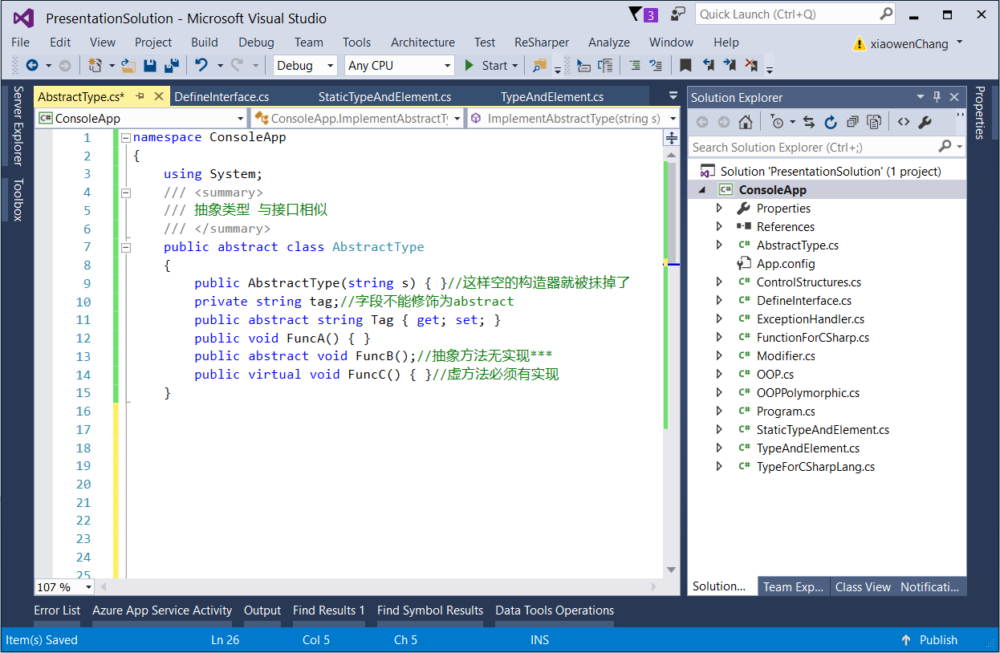 PresentationSolution - Microsoft Visual Studio
3
Quick Launch (Ctrl+Q)
File Edit View Project Build Debug Team Tools Architecture Test ReSharper Analyze Window Help
xiaowenChang
Debug Any CPU Start
Server Explorer
Toolbox
AbstractType.cs* DefineInterface.cs StaticTypeAndElement.cs TypeAndElement.cs
C# ConsoleApp ConsoleApp.ImplementAbstractTy ImplementAbstractType(string s)
1 namespace ConsoleApp
2 {
3 using System;
4 /// <summary>
5 /// 抽象类型 与接口相似
6 /// </summary>
7 public abstract class AbstractType
8 {
9 public AbstractType(string s) { }//这样空的构造器就被抹掉了
10 private string tag;//字段不能修饰为abstract
11 public abstract string Tag { get; set; }
12 public void FuncA() { }
13 public abstract void FuncB();//抽象方法无实现***
14 public virtual void FuncC() { }//虚方法必须有实现
15 }
16
17
18
19
20
21
22
23
24
25
107 %
Solution Explorer
Search Solution Explorer (Ctrl+;)
Solution 'PresentationSolution' (1 project)
C# ConsoleApp
Properties
References
C# AbstractType.cs
App.config
C# ControlStructures.cs
C# DefineInterface.cs
C# ExceptionHandler.cs
C# FunctionForCSharp.cs
C# Modifier.cs
C# OOP.cs
C# OOPPolymorphic.cs
C# Program.cs
C# StaticTypeAndElement.cs
C# TypeAndElement.cs
C# TypeForCSharpLang.cs
Solution... Team Exp... Class View Notificati...
Properties
Error List Azure App Service Activity Output Find Results 1 Find Symbol Results Data Tools Operations
Item(s) Saved Ln 26 Col 5 Ch 5 INS Publish